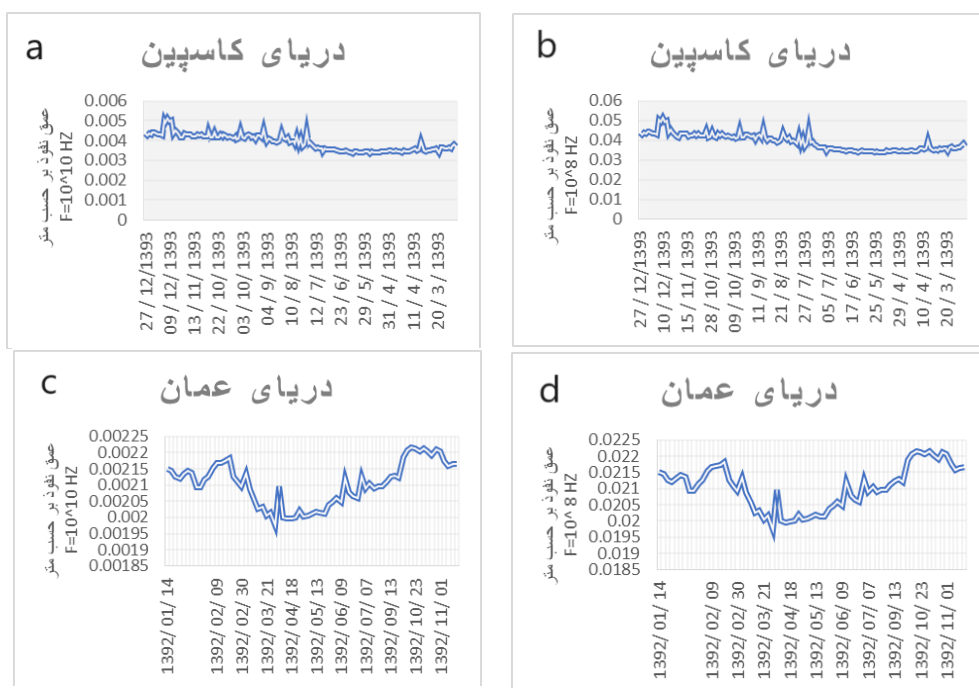 a
دریای کاسپین
عمق نفوذ بر حسب متر
F=10^10 HZ
0.006
0.005
0.004
0.003
0.002
0.001
0
27 / 12/1393
09 / 12/1393
13 / 11/ 1393
22 / 10/ 1393
03 / 10/ 1393
04 / 9/ 1393
10 / 8/ 1393
12 / 7/ 1393
23 / 6/ 1393
29 / 5/ 1393
31 / 4/ 1393
11 / 4/ 1393
20 / 3/ 1393
b
دریای کاسپین
عمق نفوذ بر حسب متر
F=10^8 HZ
0.06
0.05
0.04
0.03
0.02
0.01
0
27 / 12/1393
10 / 12/1393
15 / 11/ 1393
28 / 10/ 1393
09 / 10/ 1393
11 / 9/ 1393
21 / 8/ 1393
27 / 7/ 1393
05 / 7/ 1393
17 / 6/ 1393
25 / 5/ 1393
29 / 4/ 1393
10 / 4/ 1393
20 / 3/ 1393
c
دریای عمان
عمق نفوذ بر حسب متر
F=10^10 HZ
0.00225
0.0022
0.00215
0.0021
0.00205
0.002
0.00195
0.0019
0.00185
1392/ 01/ 14
1392/ 02/ 09
1392/ 02/ 30
1392/ 03/ 21
1392/ 04/ 18
1392/ 05/ 13
1392/ 06/ 09
1392/ 07/ 07
1392/ 09/ 13
1392/ 10/ 23
1392/ 11/ 01
d
دریای عمان
عمق نفوذ بر حسب متر
F=10^ 8 HZ
0.0225
0.022
0.0215
0.021
0.0205
0.02
0.0195
0.019
0.0185
1392/ 01/ 14
1392/ 02/ 09
1392/ 02/ 30
1392/ 03/ 21
1392/ 04/ 18
1392/ 05/ 13
1392/ 06/ 09
1392/ 07/ 07
1392/ 09/ 13
1392/ 10/ 23
1392/ 11/ 01